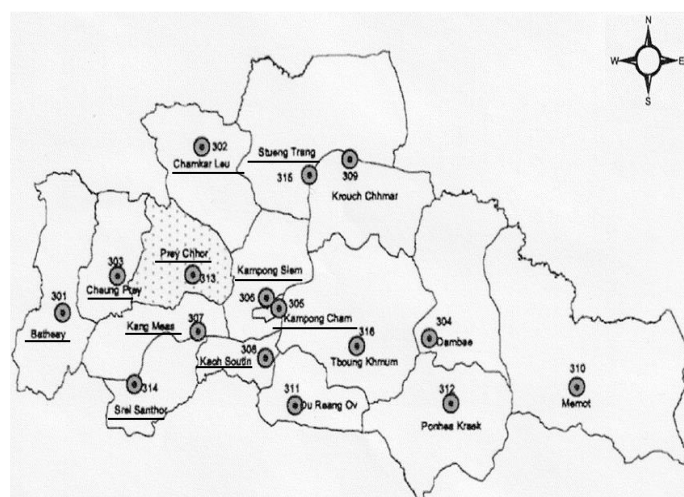 N
W E
S
302
Chamkar Leu
Stueng Trang
315
309
Krouch Chhmar
Prey Chhor
313
303
Cheung Prey
301
Batheay
Kampong Siem
306
305
Kampong Cham
307
Kang Meas
308
Kaoh Soutin
316
Tboung Khmum
304
Dambae
314
Srei Santhor
311
Ou Reang Ov
312
Ponhea Kraek
310
Memot